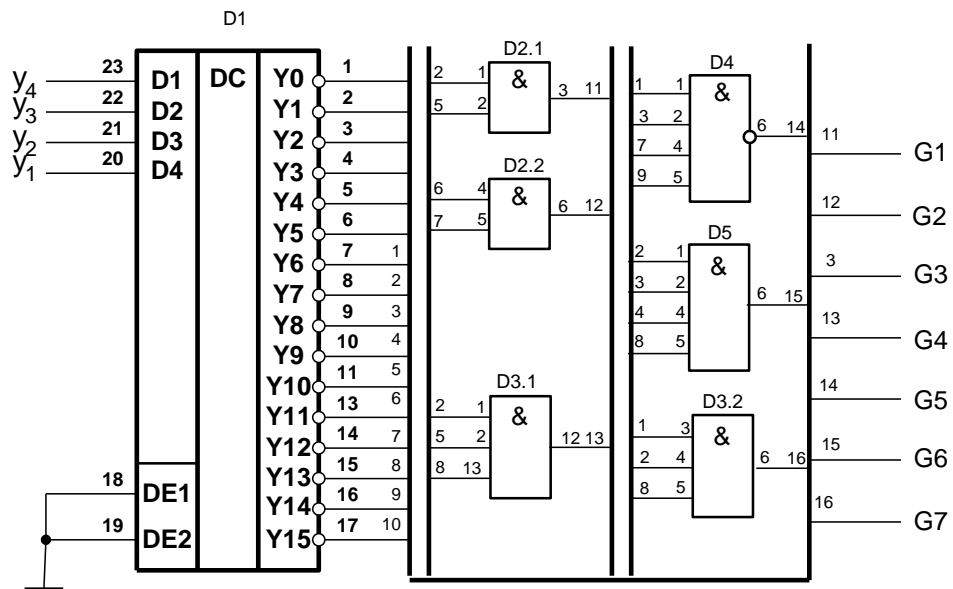 D1
23 D1 DC Y0 1
y4
22 D2 Y1 2
y3
21 D3 Y2 3
y2
20 D4 Y3 4
y1
Y4 5
Y5 6
Y6 7 1
Y7 8 2
Y8 9 3
Y9 10 4
Y10 11 5
Y11 13 6
Y12 14 7
Y13 15 8
18 DE1 Y14 16 9
19 DE2 Y15 17 10
D2.1
2 1 & 3 11
5 2
D2.2
6 4 & 6 12
7 5
D3.1
2 1 &
5 2 12 13
8 13
D4
1 1 &
3 2 6 14
7 4
9 5
D5
2 1 &
3 2 6 15
4 4
8 5
D3.2
1 3 &
2 4 6 16
8 5
11 G1
12 G2
3 G3
13 G4
14 G5
15 G6
16 G7